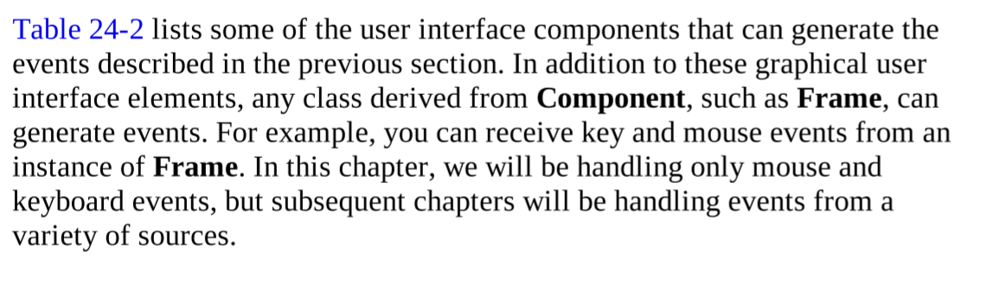 Table 24-2 lists some of the user interface components that can generate the
events described in the previous section. In addition to these graphical user
interface elements, any class derived from Component, such as Frame, can
generate events. For example, you can receive key and mouse events from an
instance of Frame. In this chapter, we will be handling only mouse and
keyboard events, but subsequent chapters will be handling events from a
variety of sources.